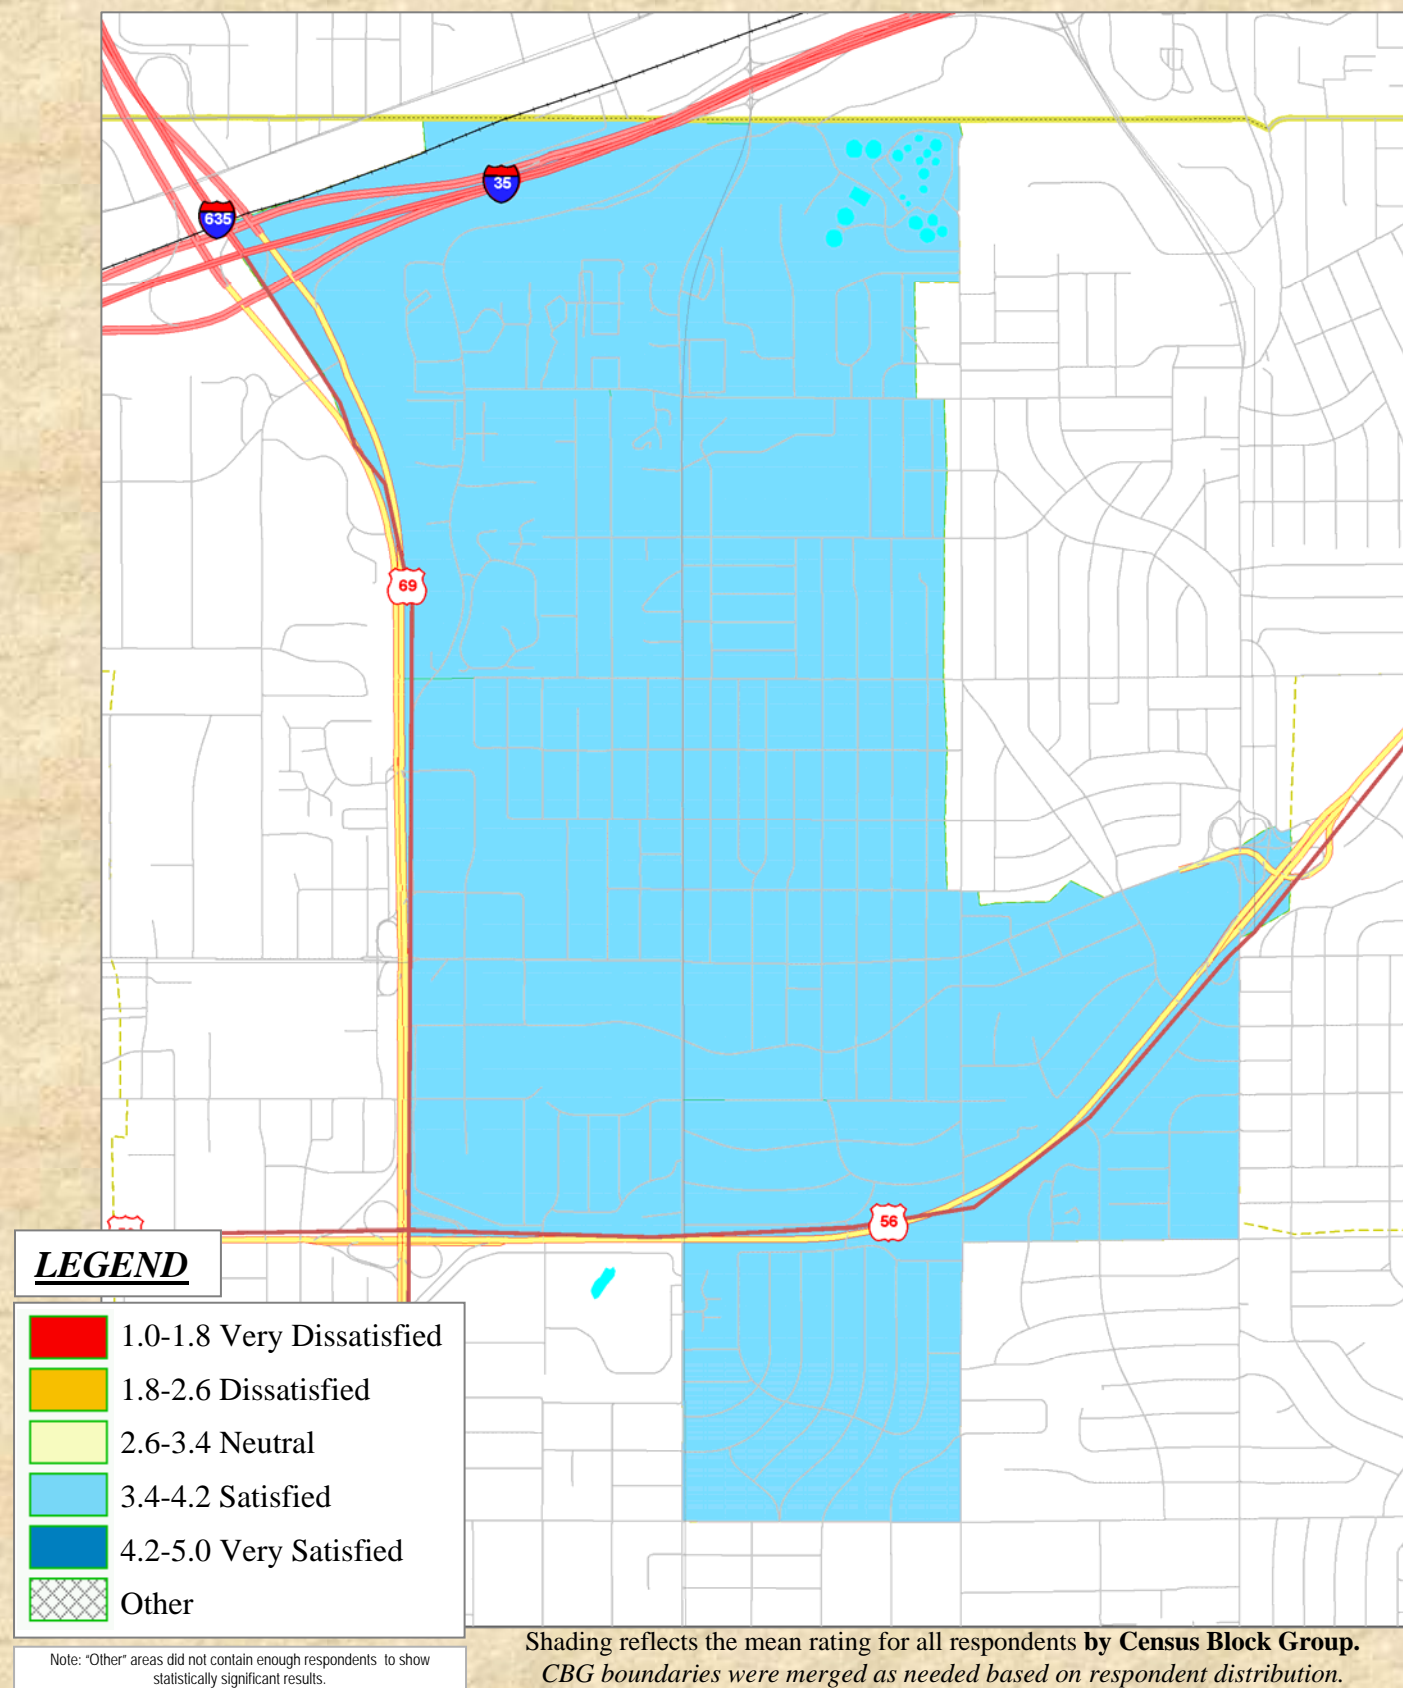 635
35
69
56
LEGEND
1.0-1.8 Very Dissatisfied
1.8-2.6 Dissatisfied
2.6-3.4 Neutral
3.4-4.2 Satisfied
4.2-5.0 Very Satisfied
Other
Note: “Other” areas did not contain enough respondents to show
statistically significant results.
Shading reflects the mean rating for all respondents by Census Block Group.
CBG boundaries were merged as needed based on respondent distribution.